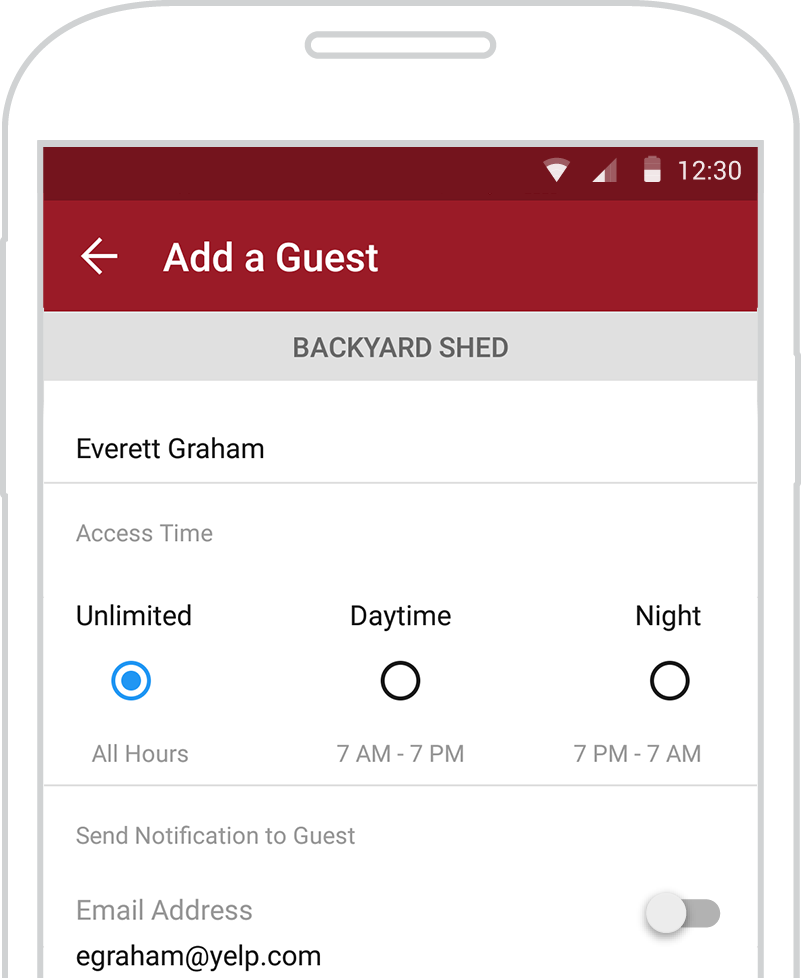 12:30
Add a Guest
BACKYARD SHED
Everett Graham
Access Time
Unlimited Daytime Night
All Hours 7 AM - 7 PM 7 PM - 7 AM
Send Notification to Guest
Email Address
egraham@yelp.com